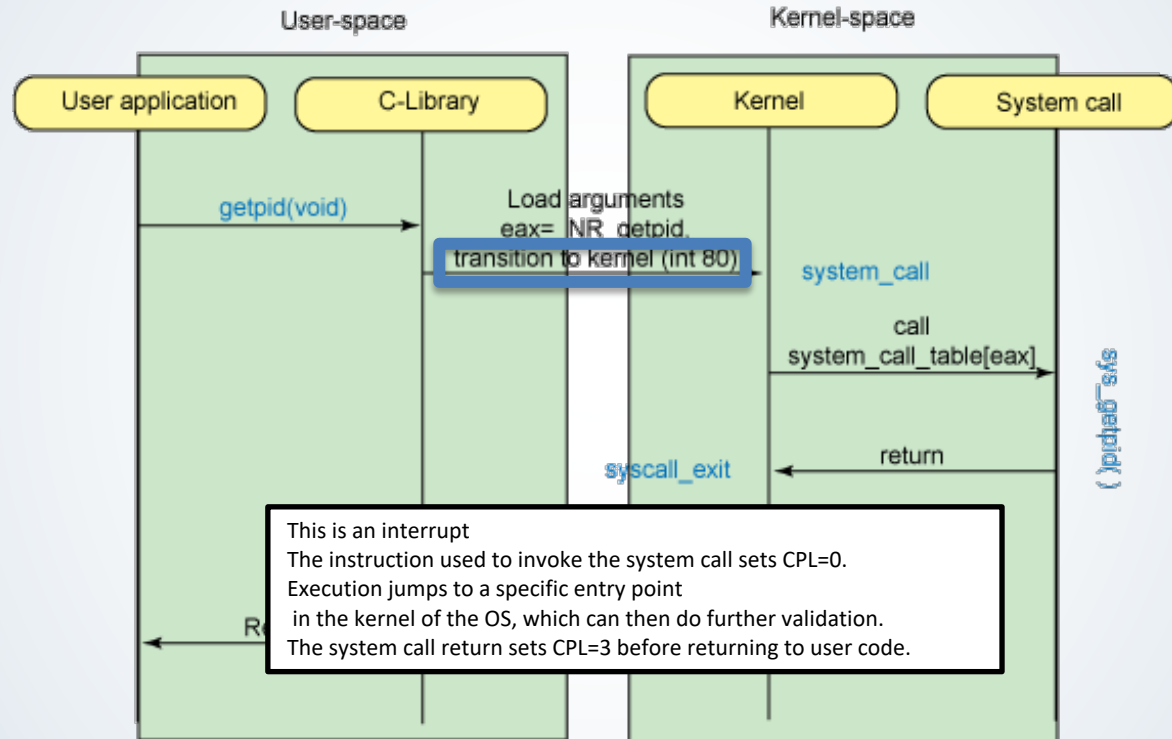 User-space
Kernel-space
User application
C-Library
Kernel
System call
getpid(void)
Load arguments
eax=_NR_getpid,
transition to kernel (int 80)
system_call
call
system_call_table[eax]
sys_getpid( )
return
syscall_exit
This is an interrupt
The instruction used to invoke the system call sets CPL=0.
Execution jumps to a specific entry point
in the kernel of the OS, which can then do further validation.
The system call return sets CPL=3 before returning to user code.